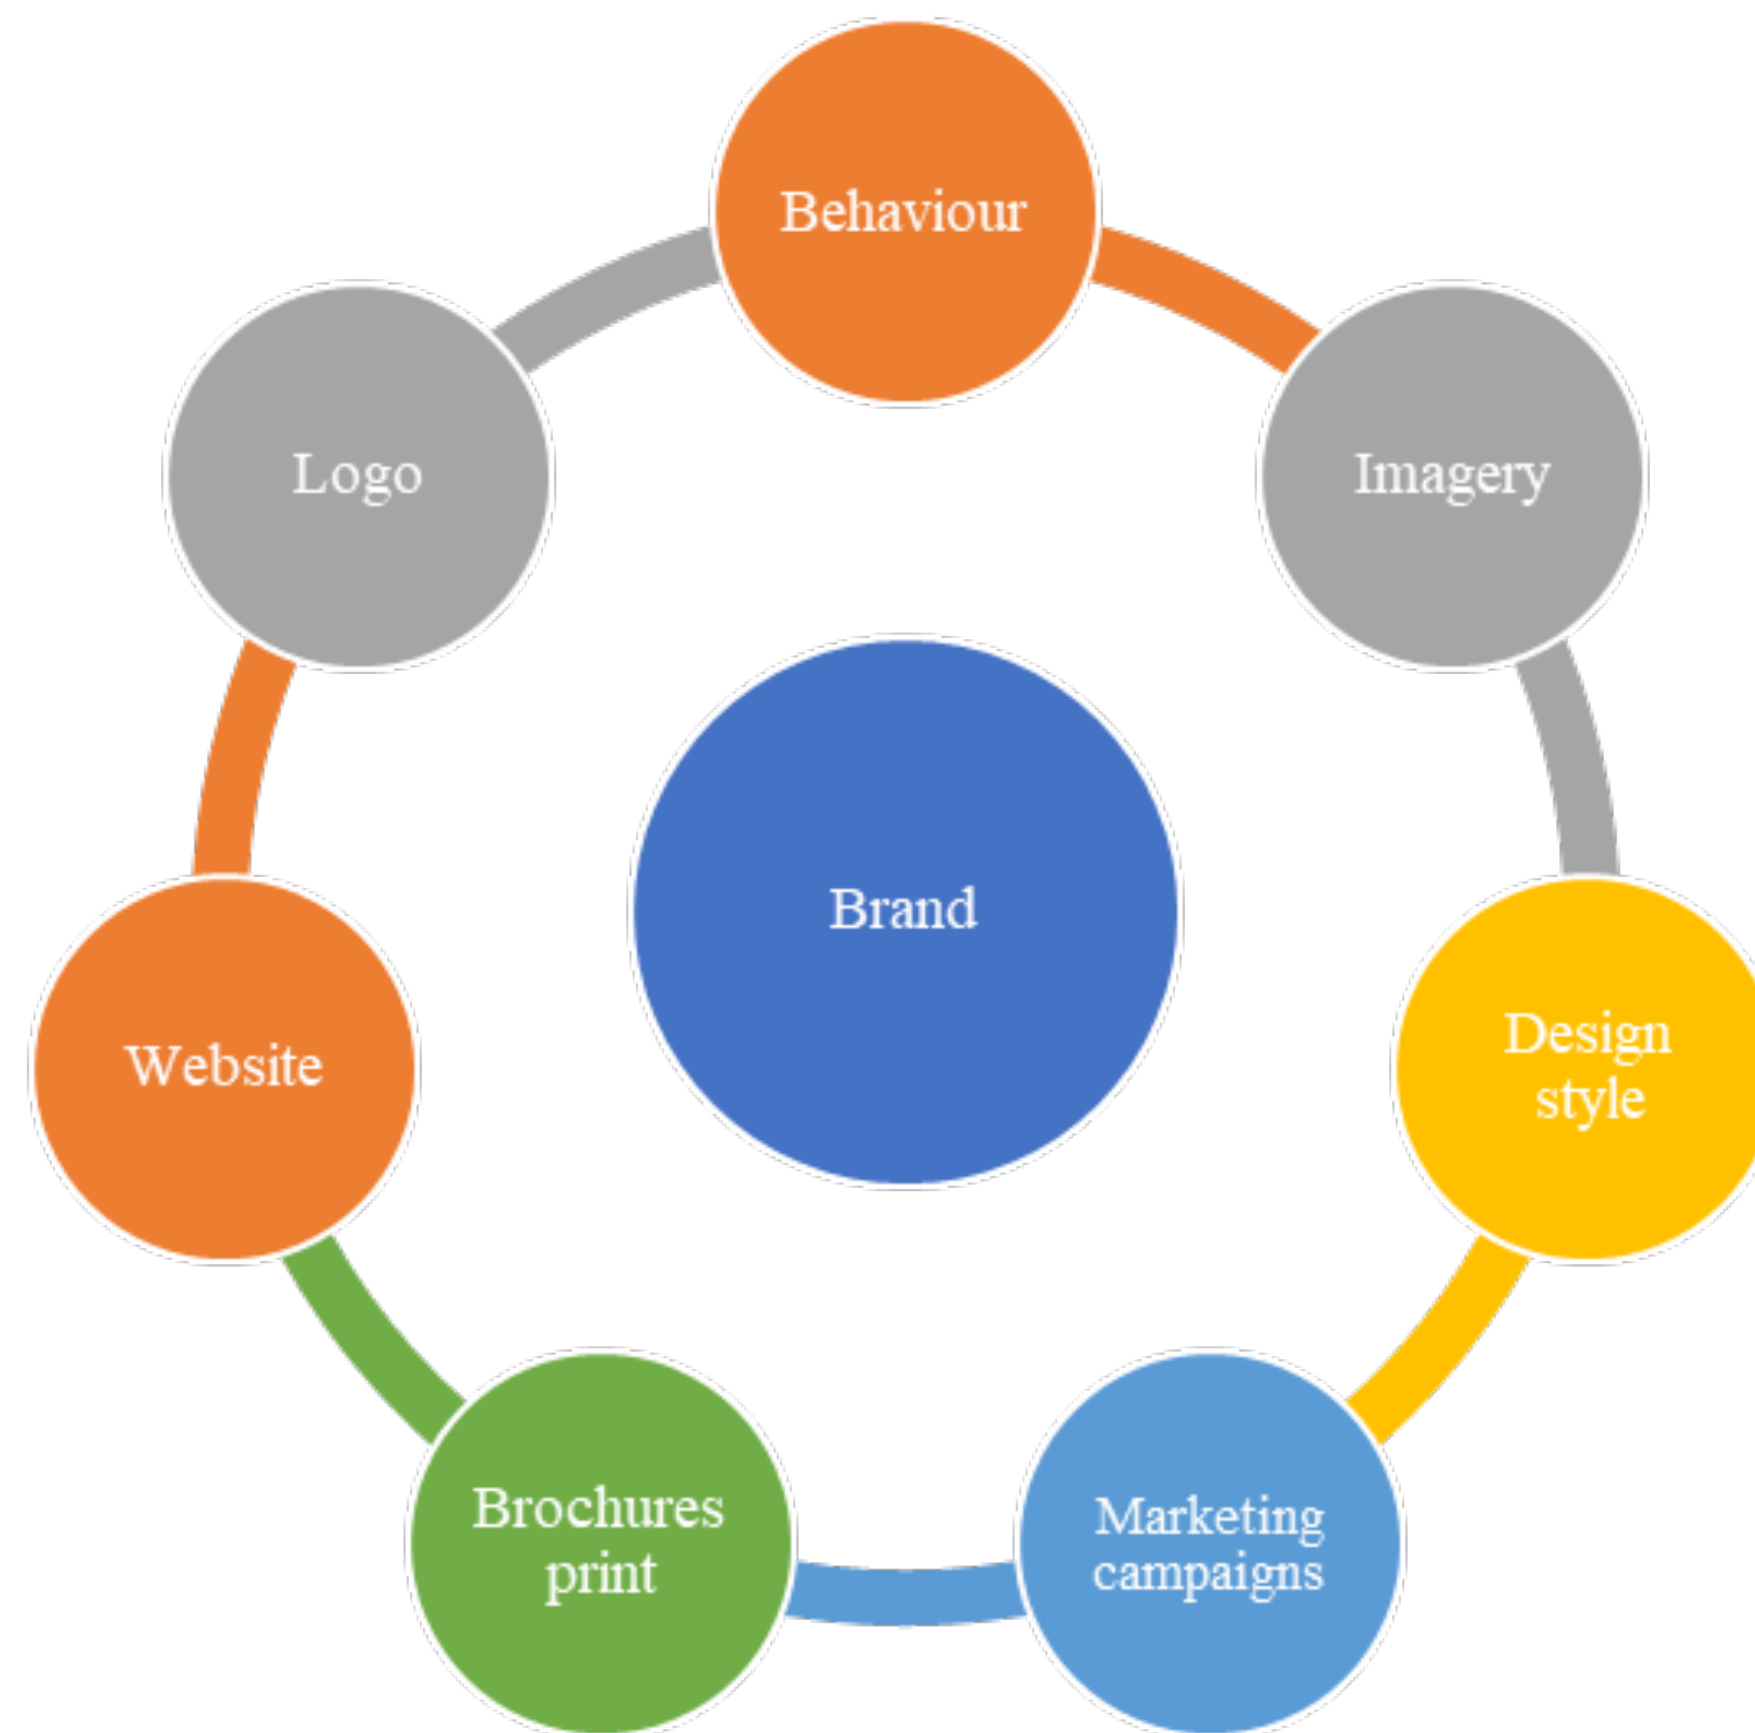 Behaviour
Logo
Imagery
Brand
Website
Design
style
Brochures
print
Marketing
campaigns